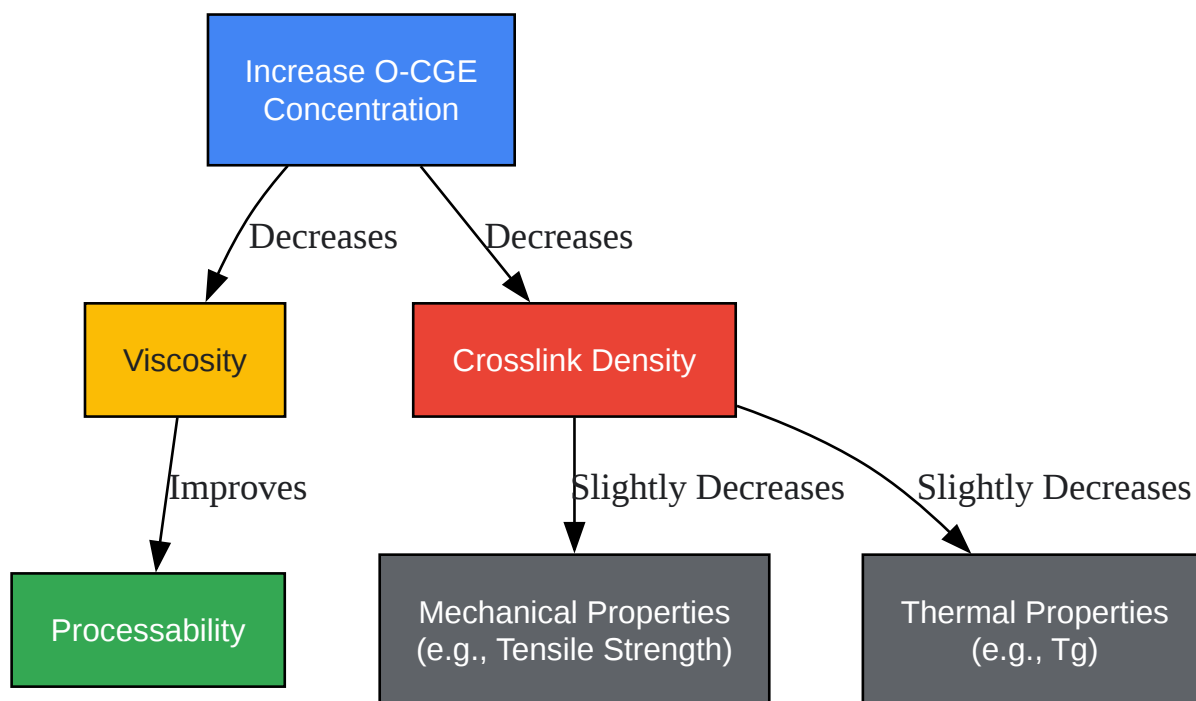 Increase O-CGE
Concentration
Decreases
Decreases
Viscosity
Crosslink Density
Improves
Slightly Decreases
Slightly Decreases
Processability
Mechanical Properties
(e.g., Tensile Strength)
Thermal Properties
(e.g., Tg)